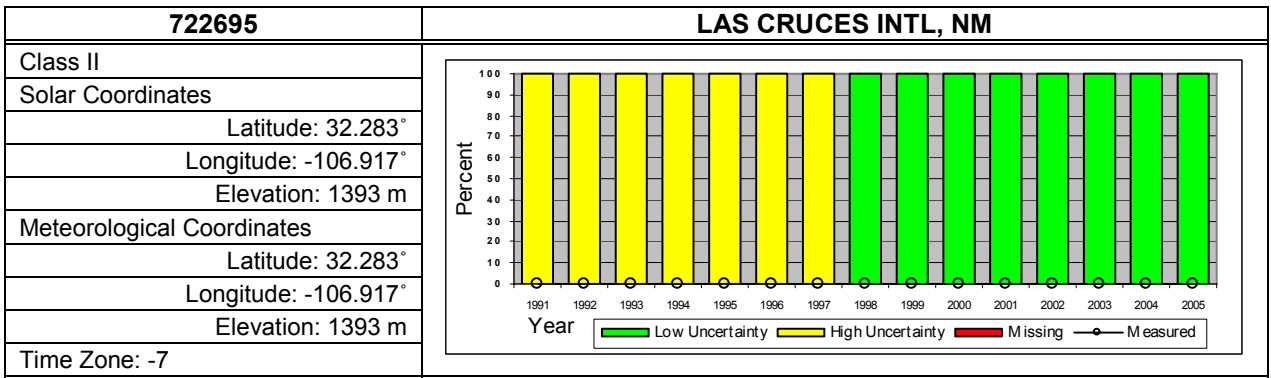 722695
LAS CRUCES INTL, NM
Class II
Solar Coordinates
Latitude: 32.283˚
Longitude: -106.917˚
Elevation: 1393 m
Meteorological Coordinates
Latitude: 32.283˚
Longitude: -106.917˚
Elevation: 1393 m
Time Zone: -7
Percent
100
90
80
70
60
50
40
30
20
10
0
1991 1992 1993 1994 1995 1996 1997 1998 1999 2000 2001 2002 2003 2004 2005
Year
Low Uncertainty High Uncertainty Missing Measured